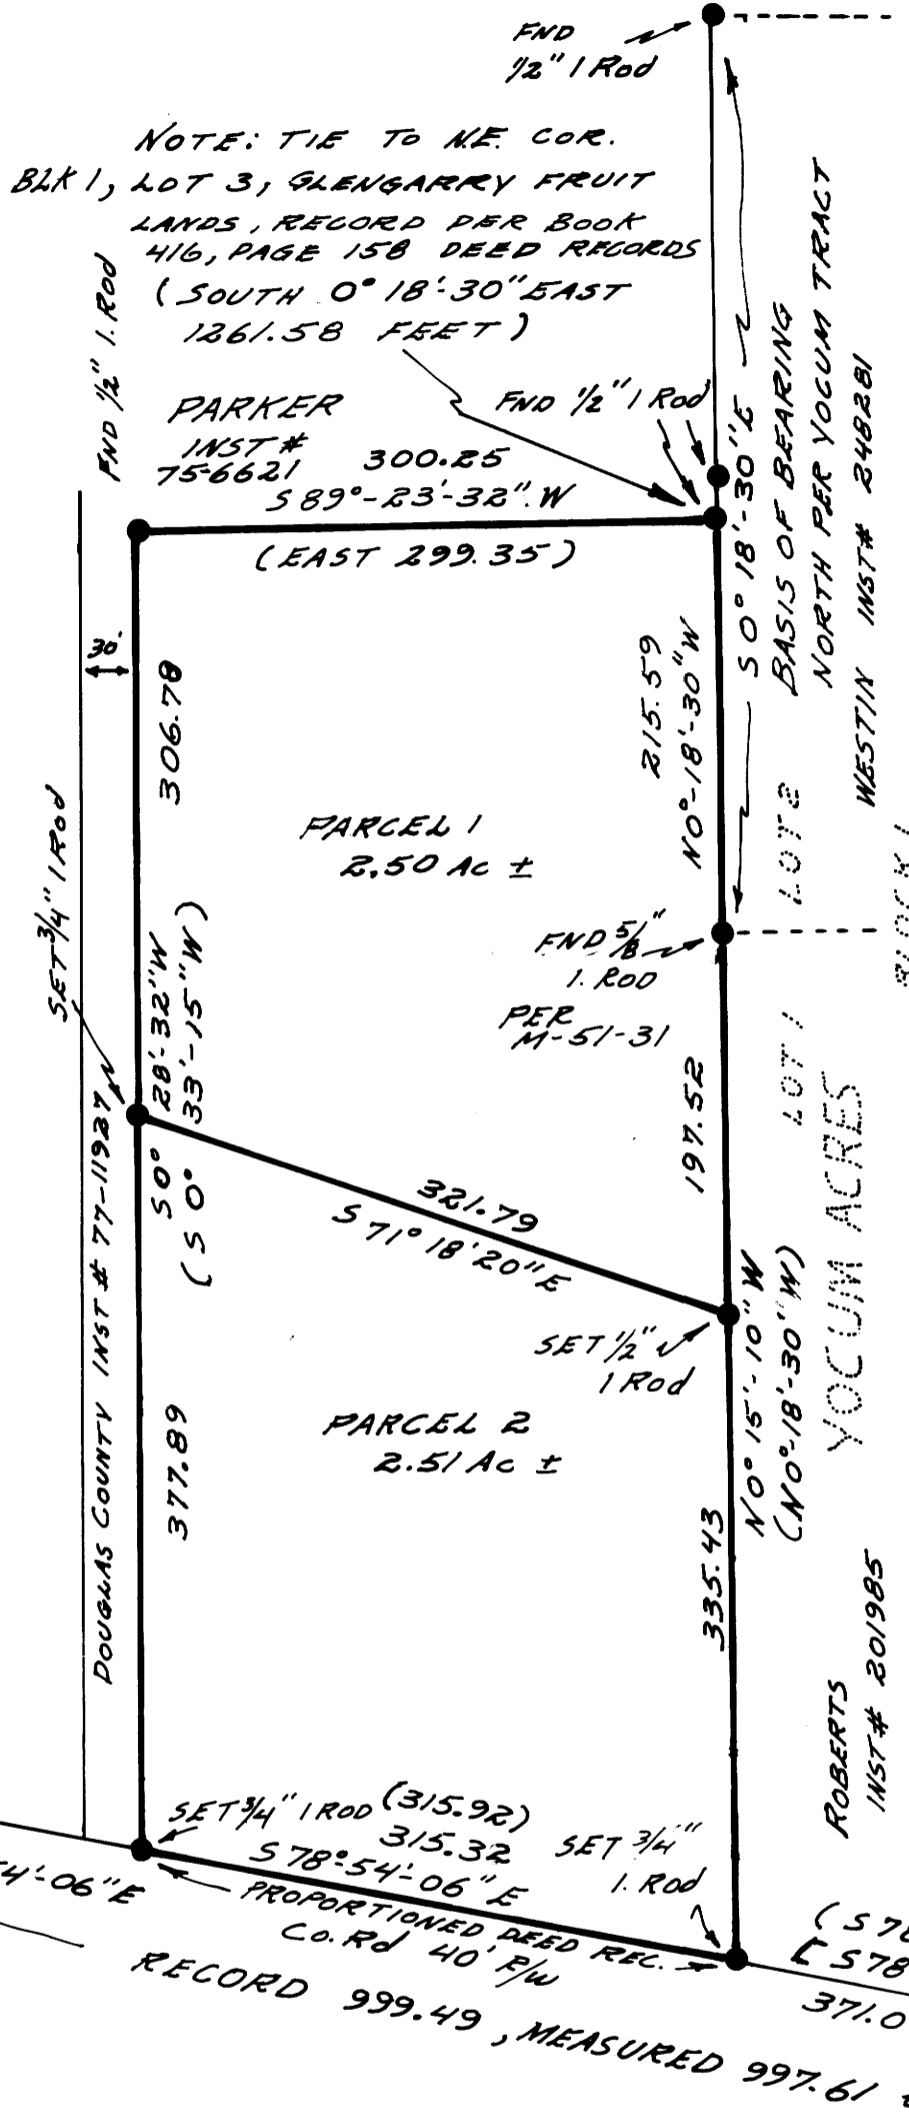 FND
1/2" I Rod
NOTE: TIE TO N.E. COR.
BLK 1, LOT 3, GLENGARRY FRUIT
LANDS, RECORD PER BOOK
416, PAGE 158 DEED RECORDS
(SOUTH 0° 18'-30" EAST
1261.58 FEET)
FND 1/2" I. Rod
FND 1/2" I Rod
PARKER
INST #
75-6621
300.25
S 89°-23'-32" W
(EAST 299.35)
30'
306.78
215.59
N0°-18'-30" W
S 0° 18'-30" E
BASIS OF BEARING
NORTH PER YOCUM TRACT
WESTIN INST# 248281
PARCEL 1
2.50 Ac ±
SET 3/4" I Rod
LOT 2
BLOCK 1
FND 5/8"
I. ROD
PER
M-51-31
S0° 28'-32" W
(S 0° 33'-15" W)
197.52
LOT 1
YOCUM ACRES
DOUGLAS COUNTY INST # 77-11927
321.79
S 71° 18' 20" E
SET 1/2"
I Rod
N0° 15'-10" W
(N0°-18'-30" W)
PARCEL 2
2.51 Ac ±
377.89
335.43
ROBERTS
INST# 201985
SET 3/4" I ROD
(315.92)
315.32
S 78°-54'-06" E
SET 3/4"
I. Rod
4'-06" E
PROPORTIONED DEED REC.
Co. Rd 40' R/W
(S 78
[S 78
371.0
RECORD 999.49, MEASURED 997.61